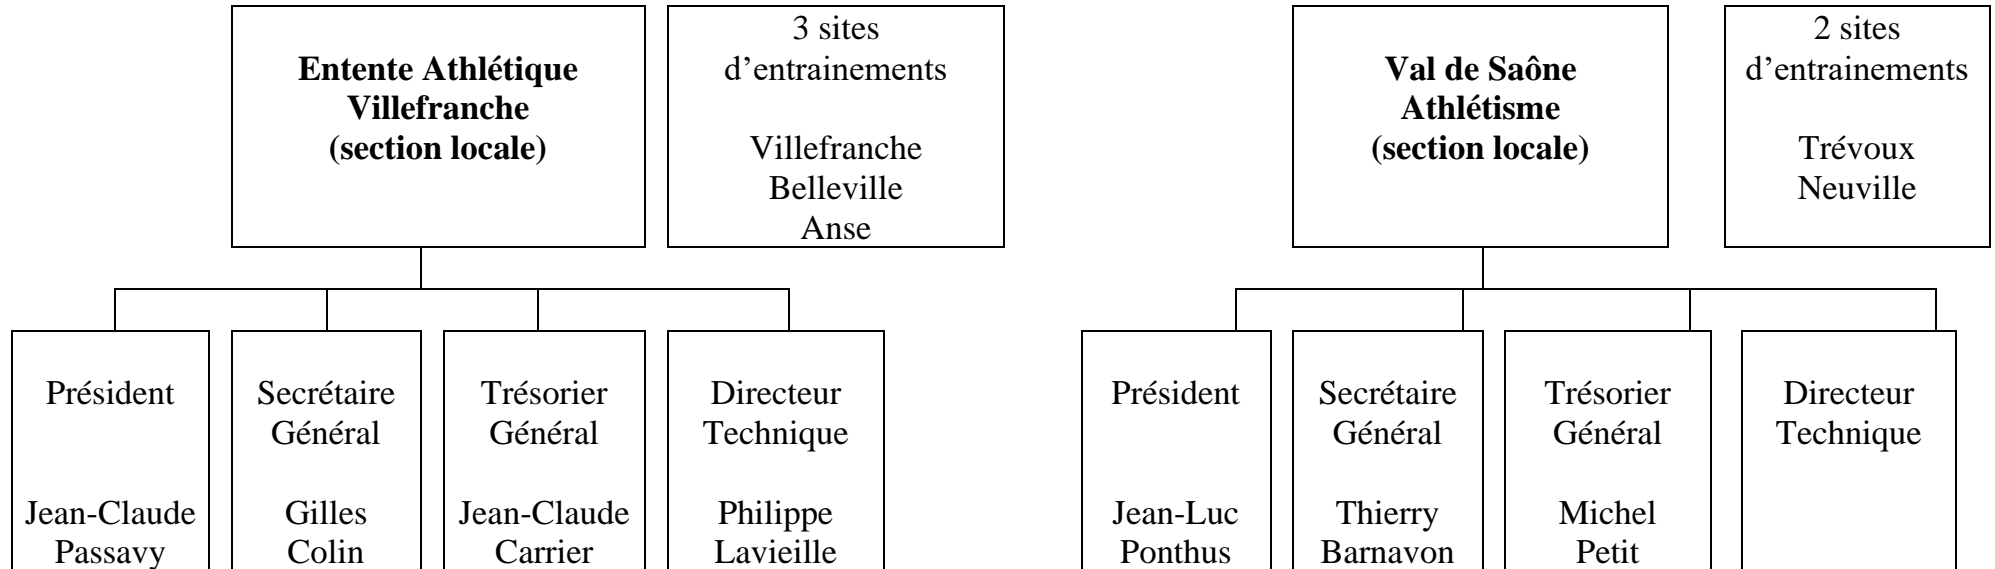 Entente Athlétique
Villefranche
(section locale)
3 sites
d’entrainements
Villefranche
Belleville
Anse
Val de Saône
Athlétisme
(section locale)
2 sites
d’entrainements
Trévoux
Neuville
Président
Jean-Claude
Passavy
Secrétaire
Général
Gilles
Colin
Trésorier
Général
Jean-Claude
Carrier
Directeur
Technique
Philippe
Lavieille
Président
Jean-Luc
Ponthus
Secrétaire
Général
Thierry
Barnavon
Trésorier
Général
Michel
Petit
Directeur
Technique